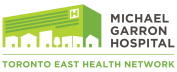 MICHAEL
GARRON
HOSPITAL
TORONTO EAST HEALTH NETWORK